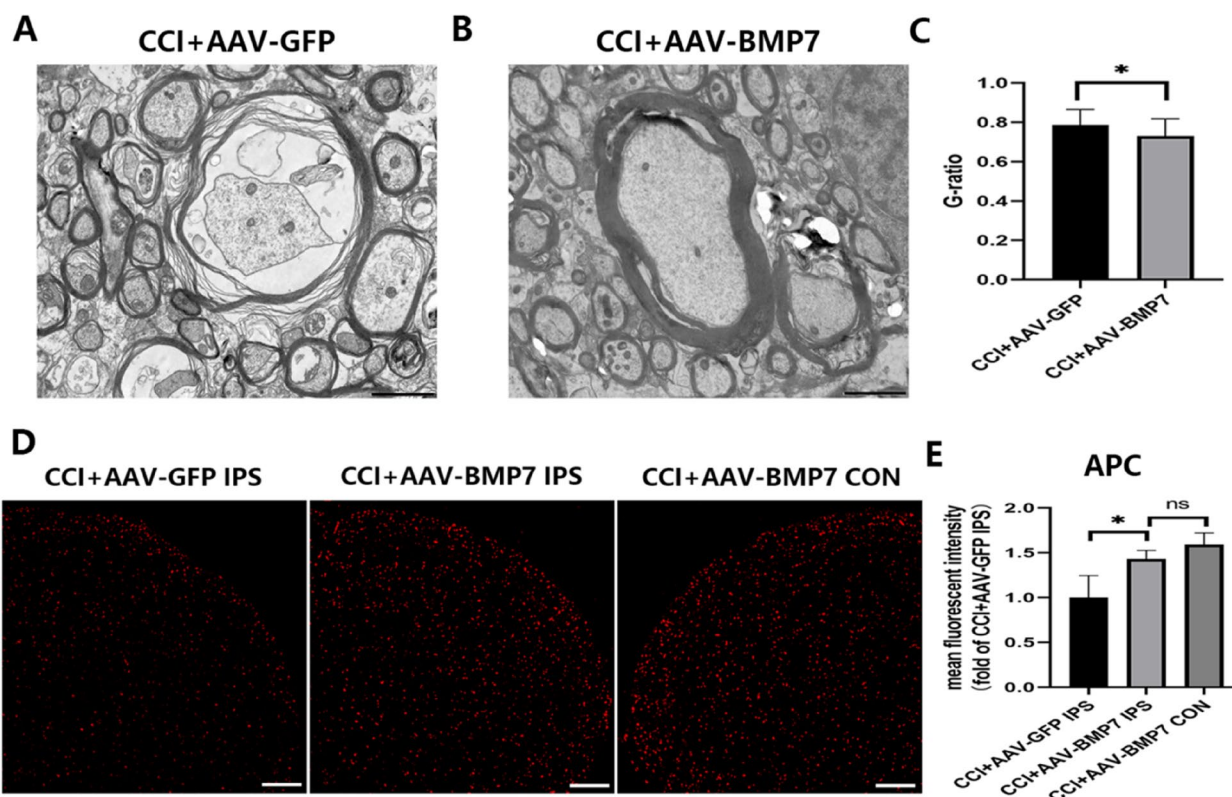 A
CCI+AAV-GFP
B
CCI+AAV-BMP7
C
1.0
0.8
0.6
0.4
0.2
0.0
G-ratio
*
CCI+AAV-GFP
CCI+AAV-BMP7
D
CCI+AAV-GFP IPS
CCI+AAV-BMP7 IPS
CCI+AAV-BMP7 CON
E
APC
mean fluorescent intensity
(fold of CCI+AAV-GFP IPS)
2.0
1.5
1.0
0.5
0.0
*
ns
CCI+AAV-GFP IPS
CCI+AAV-BMP7 IPS
CCI+AAV-BMP7 CON